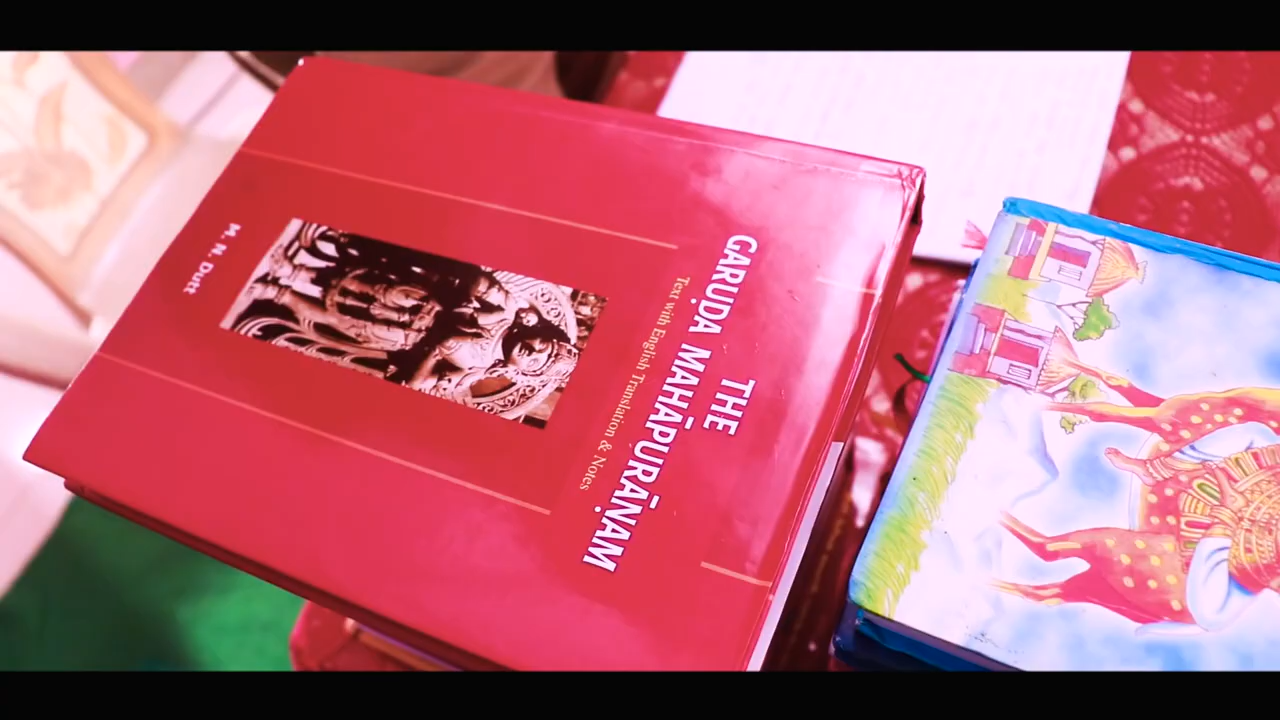 THE
GARUḌA MAHĀPURĀṆAM
Text with English Translation & Notes
M. N. Dutt